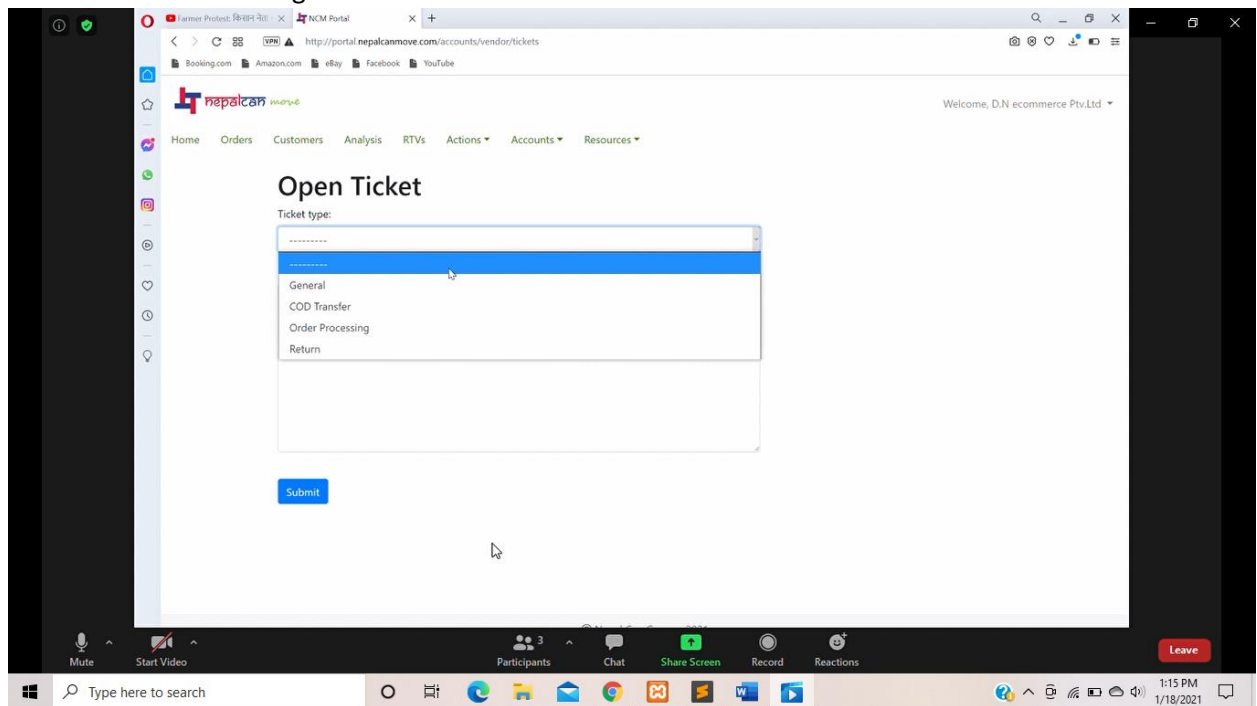 Farmer Protest: किसान नेता
NCM Portal
VPN http://portal.nepalcanmove.com/accounts/vendor/tickets
Booking.com Amazon.com eBay Facebook YouTube
nepalcan move
Welcome, D.N ecommerce Ptv.Ltd
Home Orders Customers Analysis RTVs Actions Accounts Resources
Open Ticket
Ticket type:
---------
---------
General
COD Transfer
Order Processing
Return
Submit
3
Mute Start Video Participants Chat Share Screen Record Reactions Leave
Type here to search
1:15 PM
1/18/2021